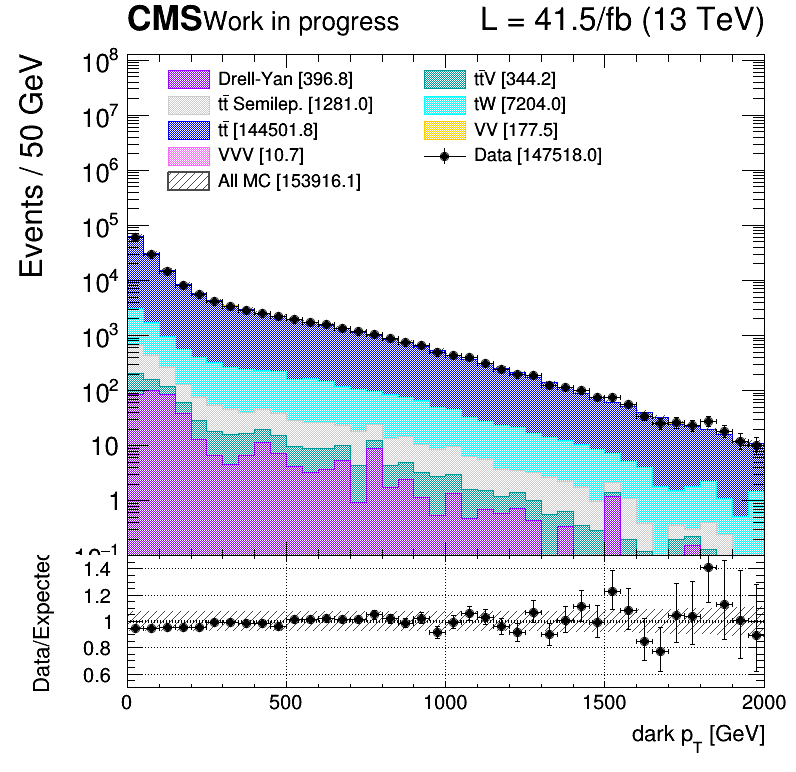 CMS Work in progress L = 41.5/fb (13 TeV)
Drell-Yan [396.8] tt̄V [344.2]
tt̄ Semilep. [1281.0] tW [7204.0]
tt̄ [144501.8] VV [177.5]
VVV [10.7] Data [147518.0]
All MC [153916.1]
Events / 50 GeV
10⁸
10⁷
10⁶
10⁵
10⁴
10³
10²
10
1
10⁻¹
Data/Expected
1.4
1.2
1
0.8
0.6
0 500 1000 1500 2000
dark p_T [GeV]